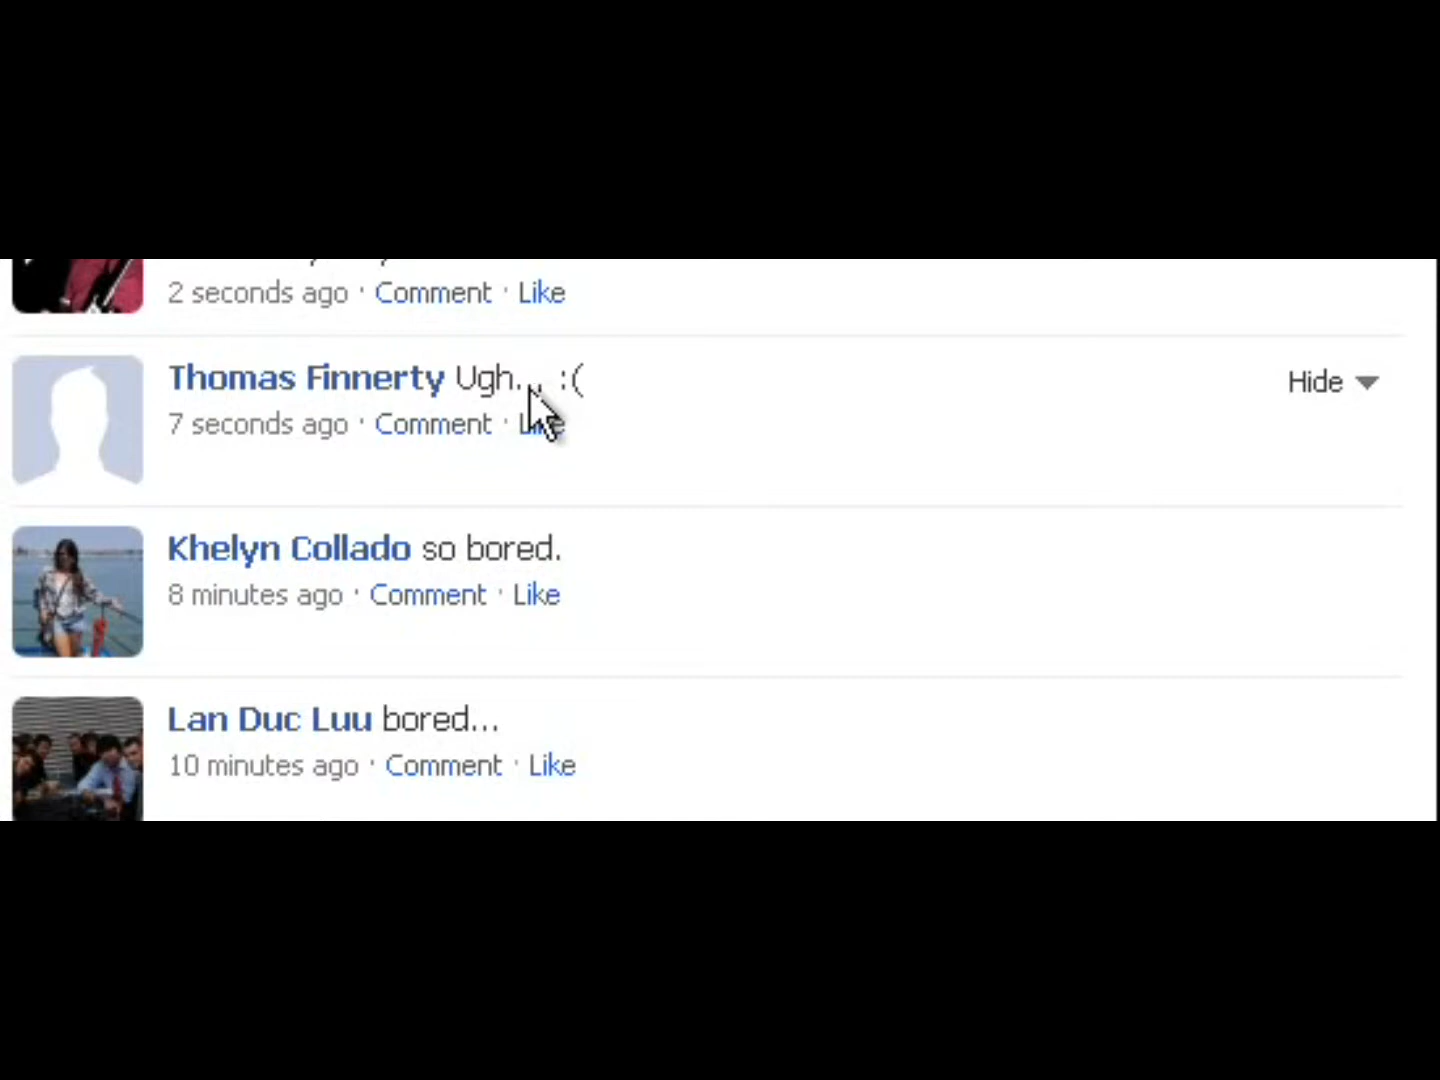 2 seconds ago · Comment · Like
Thomas Finnerty Ugh... :(
Hide
7 seconds ago · Comment · Like
Khelyn Collado so bored.
8 minutes ago · Comment · Like
Lan Duc Luu bored...
10 minutes ago · Comment · Like